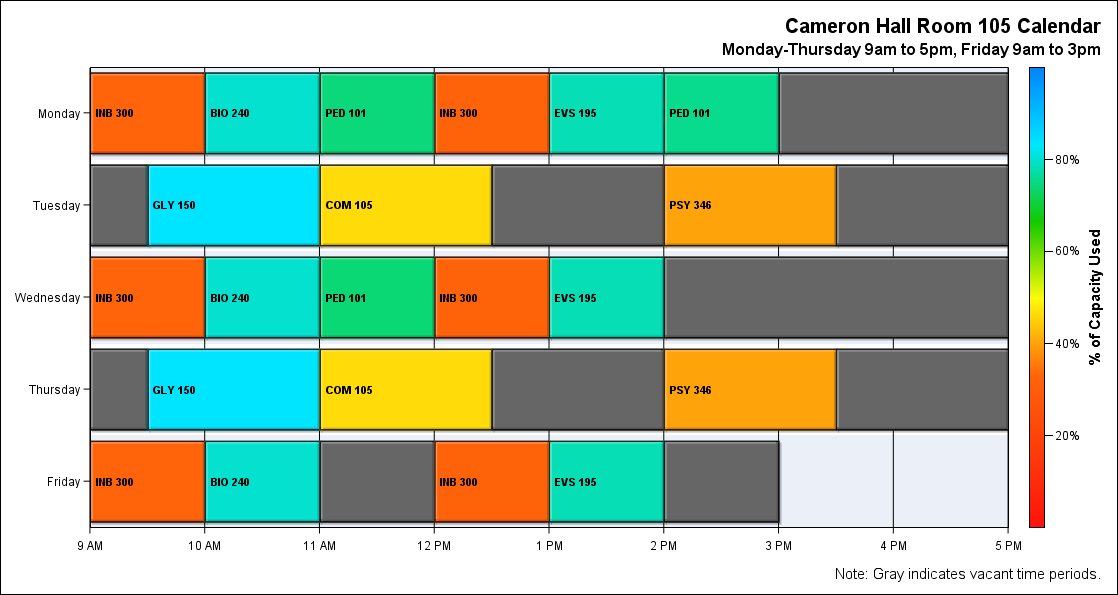 Cameron Hall Room 105 Calendar
Monday-Thursday 9am to 5pm, Friday 9am to 3pm
Monday INB 300 BIO 240 PED 101 INB 300 EVS 195 PED 101
80%
Tuesday GLY 150 COM 105 PSY 346
60%
% of Capacity Used
Wednesday INB 300 BIO 240 PED 101 INB 300 EVS 195
40%
Thursday GLY 150 COM 105 PSY 346
20%
Friday INB 300 BIO 240 INB 300 EVS 195
9 AM 10 AM 11 AM 12 PM 1 PM 2 PM 3 PM 4 PM 5 PM
Note: Gray indicates vacant time periods.